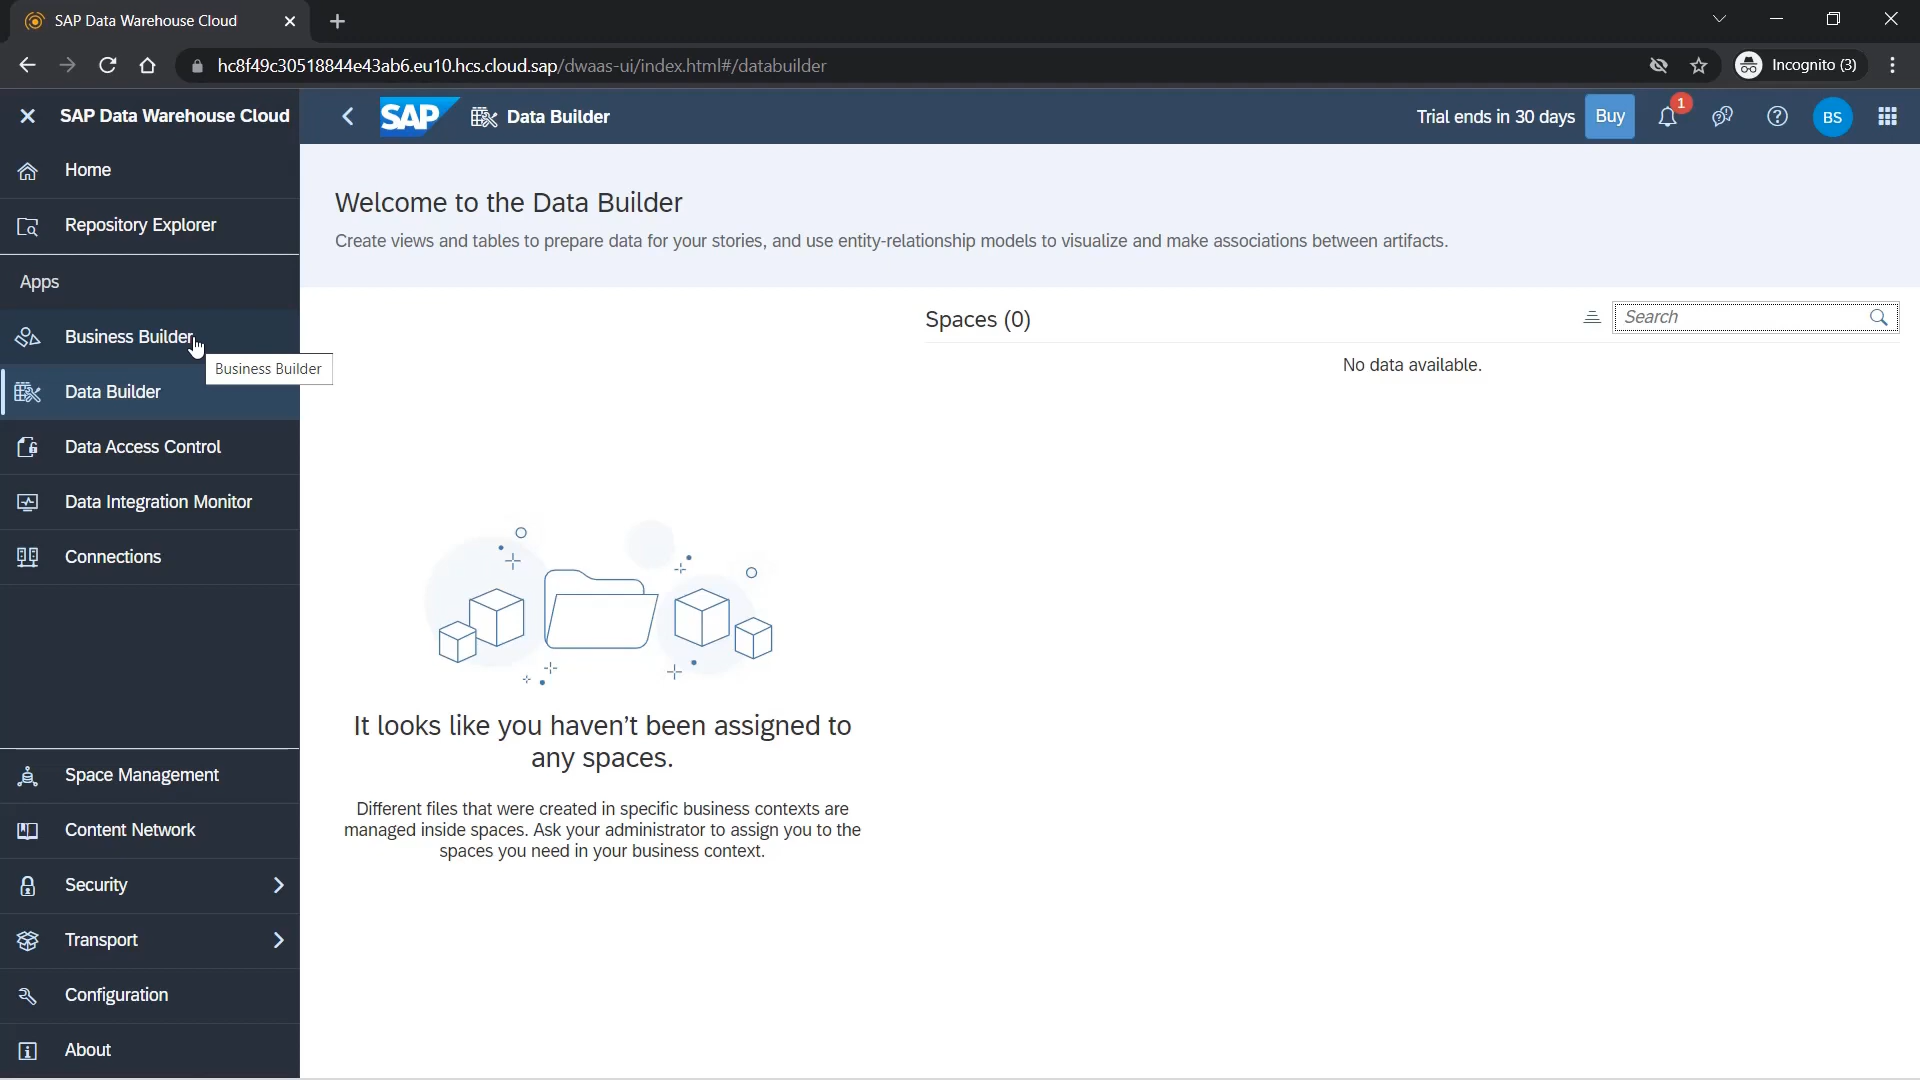 SAP Data Warehouse Cloud
hc8f49c30518844e43ab6.eu10.hcs.cloud.sap/dwaas-ui/index.html#/databuilder
Incognito (3)
SAP Data Warehouse Cloud
SAP
Data Builder
Trial ends in 30 days
Buy
1
BS
Home
Repository Explorer
Apps
Business Builder
Business Builder
Data Builder
Data Access Control
Data Integration Monitor
Connections
Space Management
Content Network
Security
Transport
Configuration
About
Welcome to the Data Builder
Create views and tables to prepare data for your stories, and use entity-relationship models to visualize and make associations between artifacts.
Spaces (0)
Search
No data available.
It looks like you haven't been assigned to
any spaces.
Different files that were created in specific business contexts are
managed inside spaces. Ask your administrator to assign you to the
spaces you need in your business context.